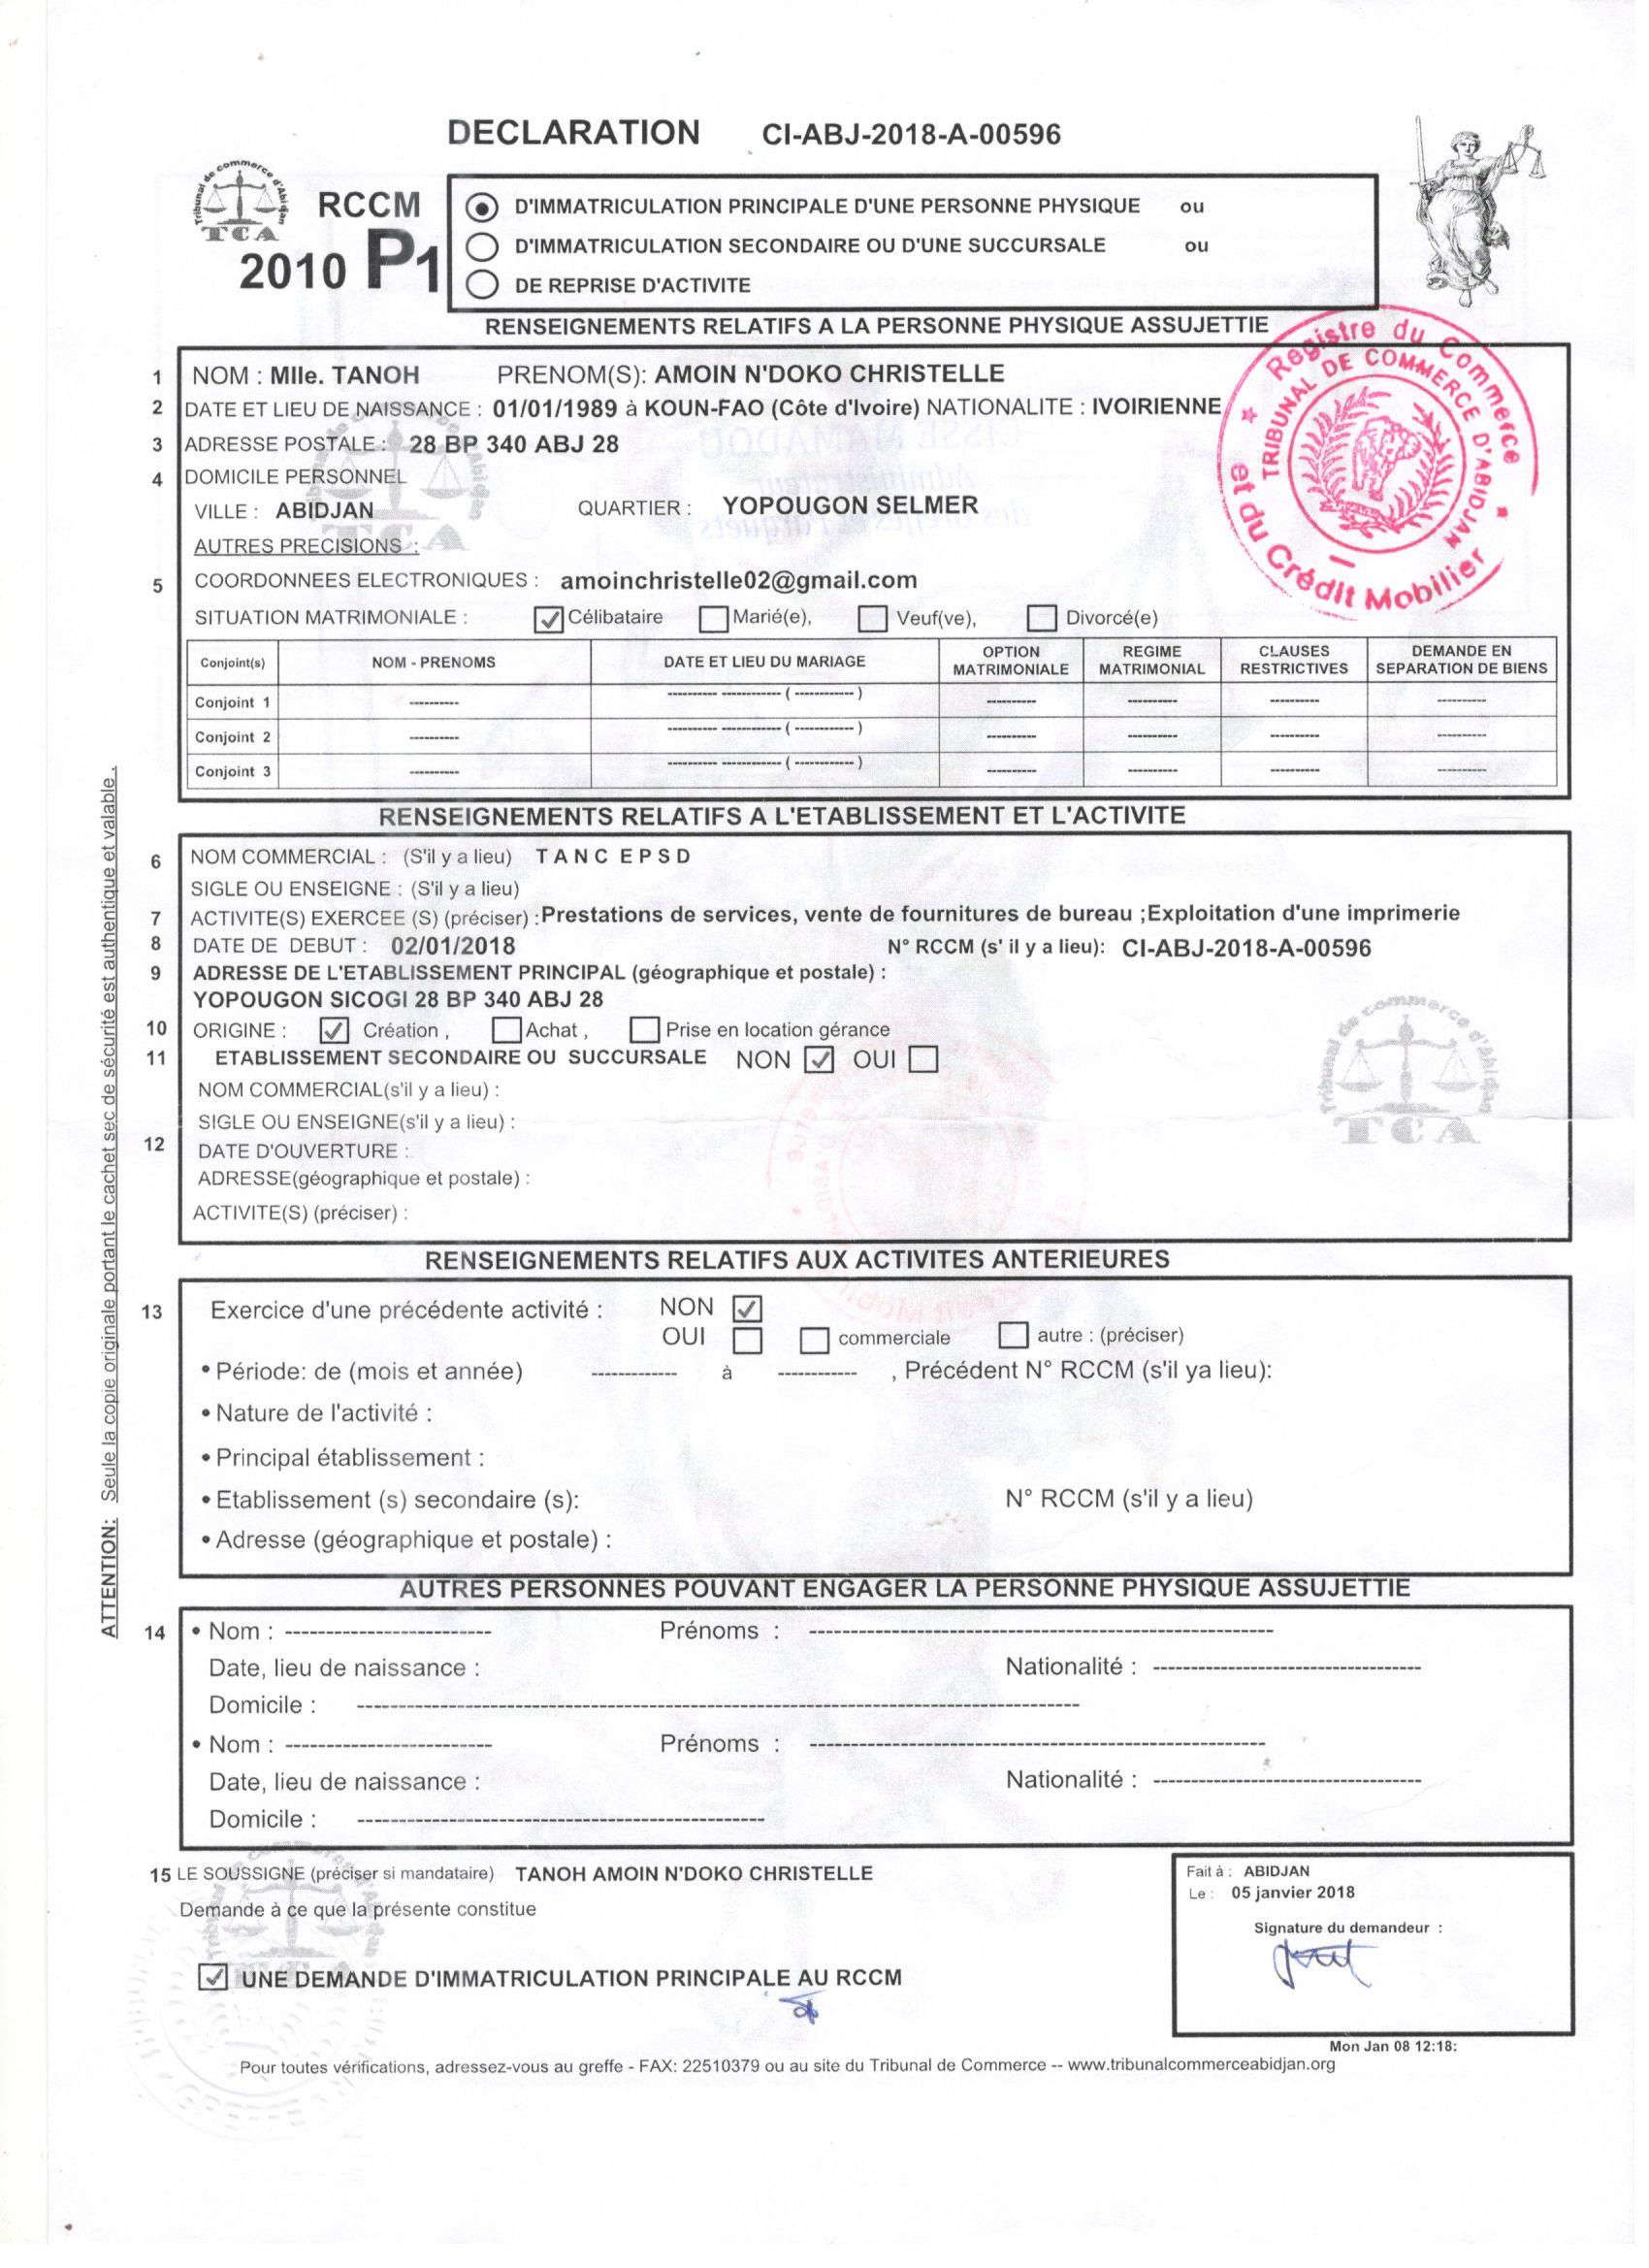 DECLARATION CI-ABJ-2018-A-00596
Tribunal de commerce d'Abidjan
TCA
RCCM
2010 P1
D'IMMATRICULATION PRINCIPALE D'UNE PERSONNE PHYSIQUE ou
D'IMMATRICULATION SECONDAIRE OU D'UNE SUCCURSALE ou
DE REPRISE D'ACTIVITE
RENSEIGNEMENTS RELATIFS A LA PERSONNE PHYSIQUE ASSUJETTIE
Registre du Commerce et du Crédit Mobilier
TRIBUNAL DE COMMERCE D'ABIDJAN
1 NOM : Mlle. TANOH PRENOM(S): AMOIN N'DOKO CHRISTELLE
2 DATE ET LIEU DE NAISSANCE : 01/01/1989 à KOUN-FAO (Côte d'Ivoire) NATIONALITE : IVOIRIENNE
3 ADRESSE POSTALE : 28 BP 340 ABJ 28
4 DOMICILE PERSONNEL
VILLE : ABIDJAN QUARTIER : YOPOUGON SELMER
AUTRES PRECISIONS :
5 COORDONNEES ELECTRONIQUES : amoinchristelle02@gmail.com
SITUATION MATRIMONIALE : Célibataire Marié(e), Veuf(ve), Divorcé(e)
Conjoint(s) NOM - PRENOMS DATE ET LIEU DU MARIAGE OPTION MATRIMONIALE REGIME MATRIMONIAL CLAUSES RESTRICTIVES DEMANDE EN SEPARATION DE BIENS
Conjoint 1 ---------- ---------- ------------ ( ------------ ) ---------- ---------- ---------- ----------
Conjoint 2 ---------- ---------- ------------ ( ------------ ) ---------- ---------- ---------- ----------
Conjoint 3 ---------- ---------- ------------ ( ------------ ) ---------- ---------- ---------- ----------
RENSEIGNEMENTS RELATIFS A L'ETABLISSEMENT ET L'ACTIVITE
6 NOM COMMERCIAL : (S'il y a lieu) T A N C E P S D
SIGLE OU ENSEIGNE : (S'il y a lieu)
7 ACTIVITE(S) EXERCEE (S) (préciser) :Prestations de services, vente de fournitures de bureau ;Exploitation d'une imprimerie
8 DATE DE DEBUT : 02/01/2018 N° RCCM (s' il y a lieu): CI-ABJ-2018-A-00596
9 ADRESSE DE L'ETABLISSEMENT PRINCIPAL (géographique et postale) :
YOPOUGON SICOGI 28 BP 340 ABJ 28
10 ORIGINE : Création , Achat , Prise en location gérance
11 ETABLISSEMENT SECONDAIRE OU SUCCURSALE NON OUI
NOM COMMERCIAL(s'il y a lieu) :
SIGLE OU ENSEIGNE(s'il y a lieu) :
12 DATE D'OUVERTURE :
ADRESSE(géographique et postale) :
ACTIVITE(S) (préciser) :
Tribunal de commerce d'Abidjan
TCA
RENSEIGNEMENTS RELATIFS AUX ACTIVITES ANTERIEURES
13 Exercice d'une précédente activité : NON
OUI commerciale autre : (préciser)
• Période: de (mois et année) ------------- à ------------ , Précédent N° RCCM (s'il ya lieu):
• Nature de l'activité :
• Principal établissement :
• Etablissement (s) secondaire (s): N° RCCM (s'il y a lieu)
• Adresse (géographique et postale) :
AUTRES PERSONNES POUVANT ENGAGER LA PERSONNE PHYSIQUE ASSUJETTIE
14 • Nom : ------------------------- Prénoms : --------------------------------------------------------
Date, lieu de naissance : Nationalité : ---------------------------------
Domicile : ----------------------------------------------------------------------------------------
• Nom : ------------------------- Prénoms : --------------------------------------------------------
Date, lieu de naissance : Nationalité : ---------------------------------
Domicile : --------------------------------------------------
15 LE SOUSSIGNE (préciser si mandataire) TANOH AMOIN N'DOKO CHRISTELLE
Demande à ce que la présente constitue
UNE DEMANDE D'IMMATRICULATION PRINCIPALE AU RCCM
Fait à : ABIDJAN
Le : 05 janvier 2018
Signature du demandeur :
Mon Jan 08 12:18:
Pour toutes vérifications, adressez-vous au greffe - FAX: 22510379 ou au site du Tribunal de Commerce -- www.tribunalcommerceabidjan.org
ATTENTION: Seule la copie originale portant le cachet sec de sécurité est authentique et valable .